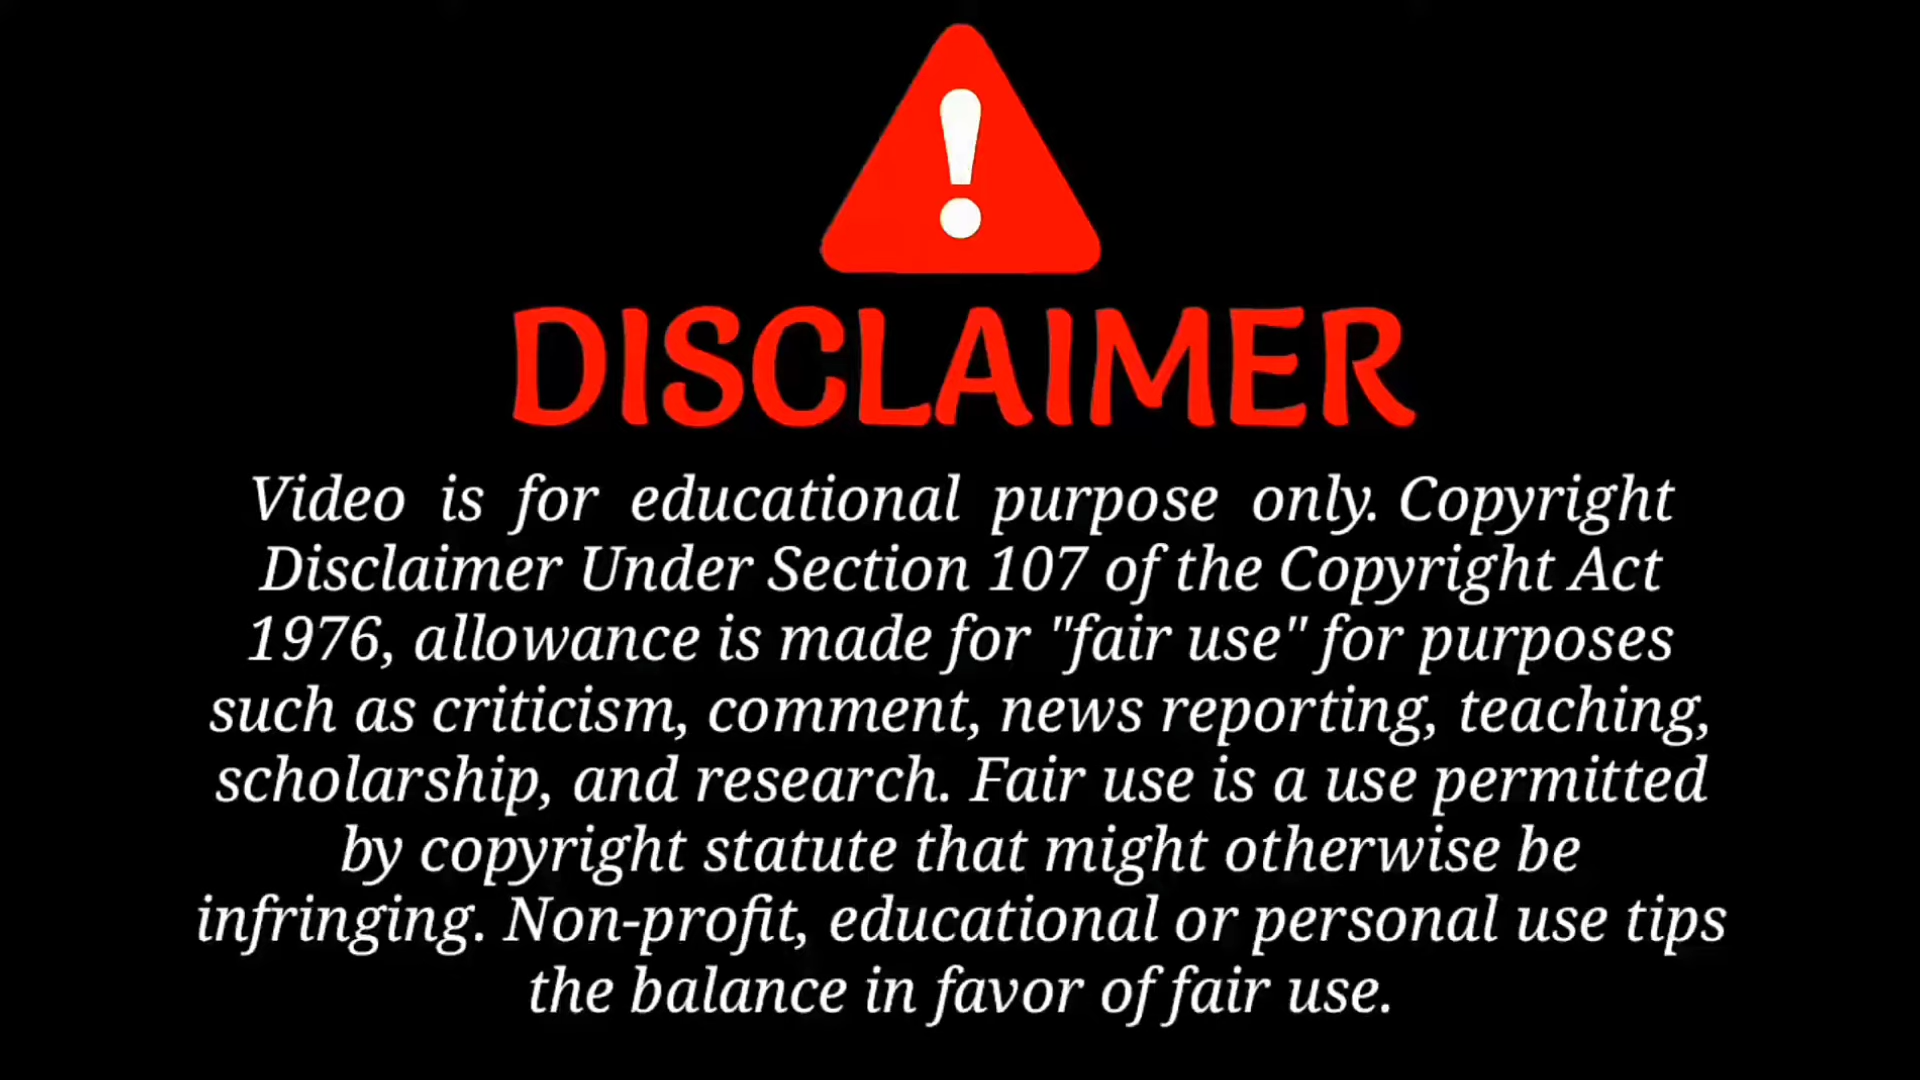 DISCLAIMER
Video is for educational purpose only. Copyright
Disclaimer Under Section 107 of the Copyright Act
1976, allowance is made for "fair use" for purposes
such as criticism, comment, news reporting, teaching,
scholarship, and research. Fair use is a use permitted
by copyright statute that might otherwise be
infringing. Non-profit, educational or personal use tips
the balance in favor of fair use.